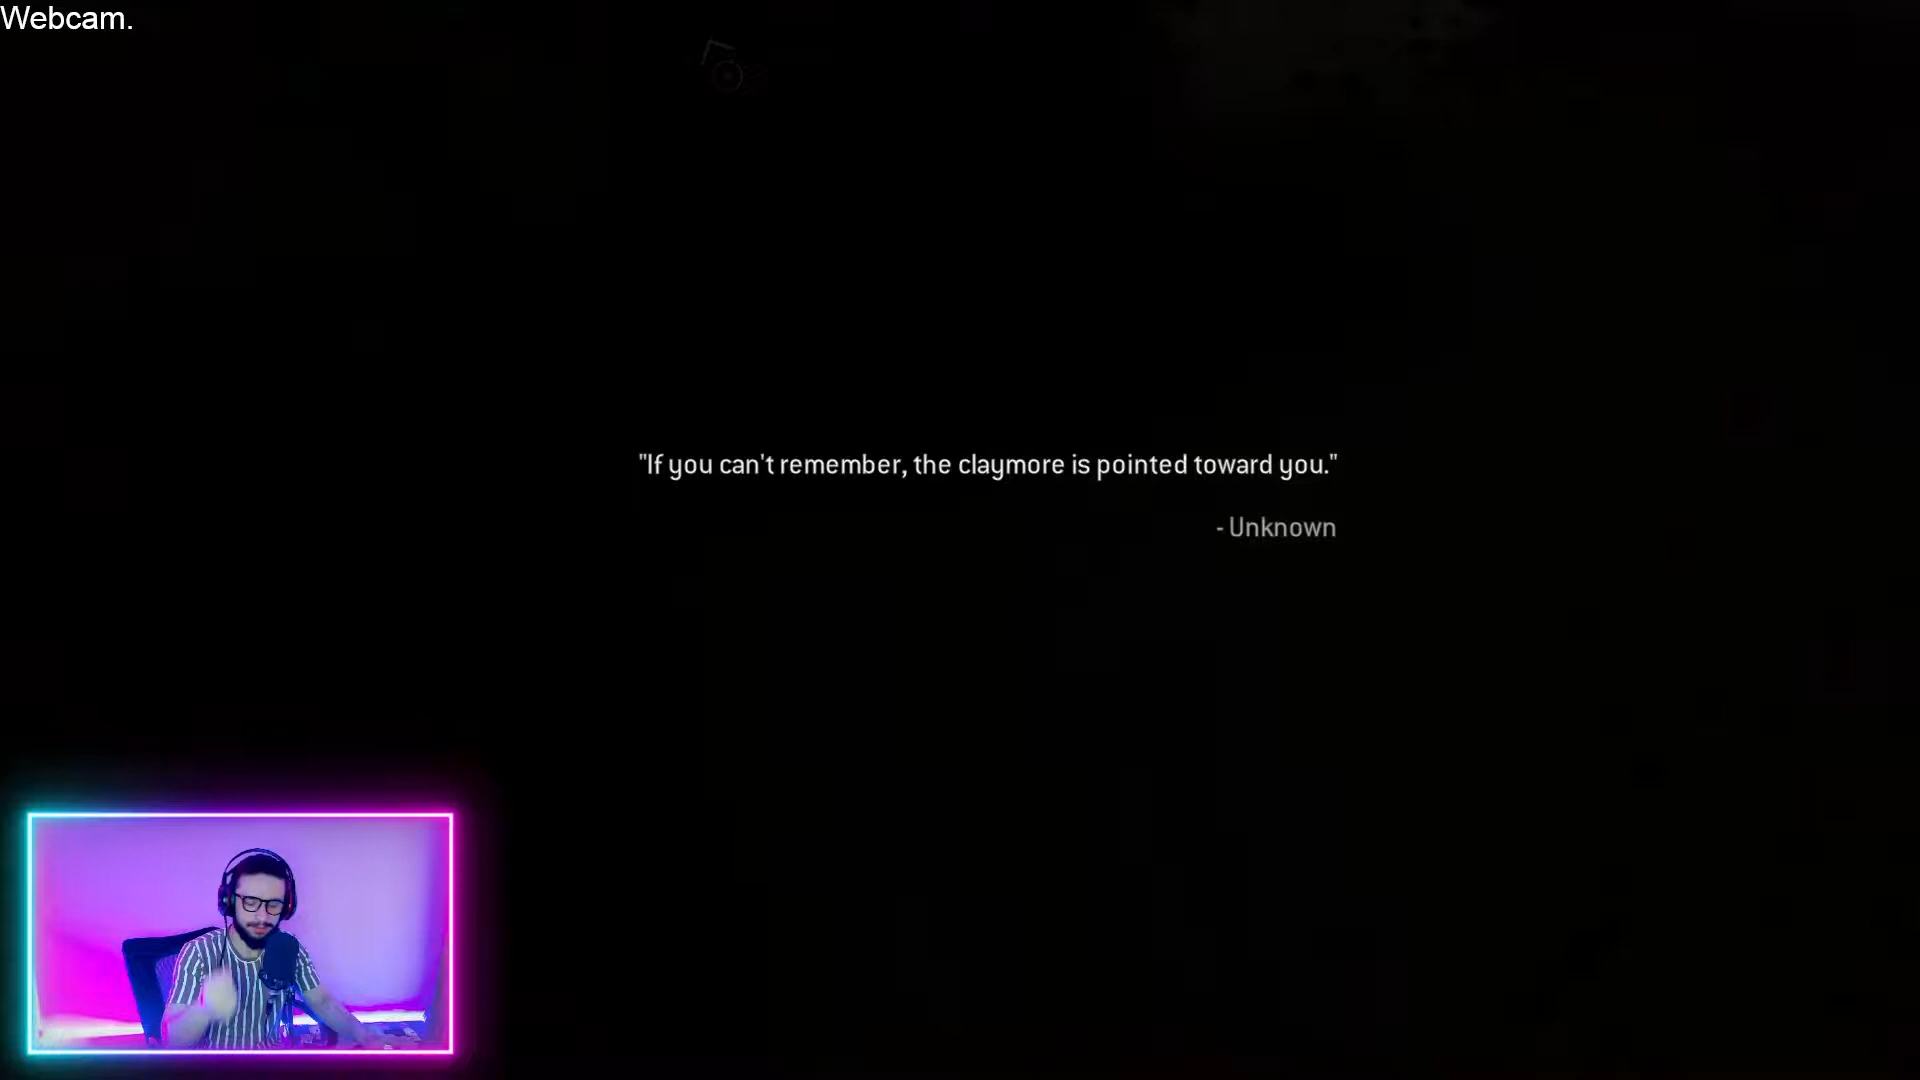 Webcam.
"If you can't remember, the claymore is pointed toward you."
- Unknown